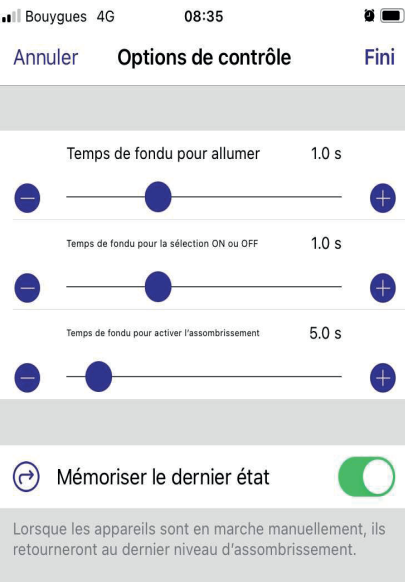 Bouygues 4G 08:35
Annuler Options de contrôle Fini
Temps de fondu pour allumer 1.0 s
Temps de fondu pour la sélection ON ou OFF 1.0 s
Temps de fondu pour activer l'assombrissement 5.0 s
Mémoriser le dernier état
Lorsque les appareils sont en marche manuellement, ils
retourneront au dernier niveau d'assombrissement.